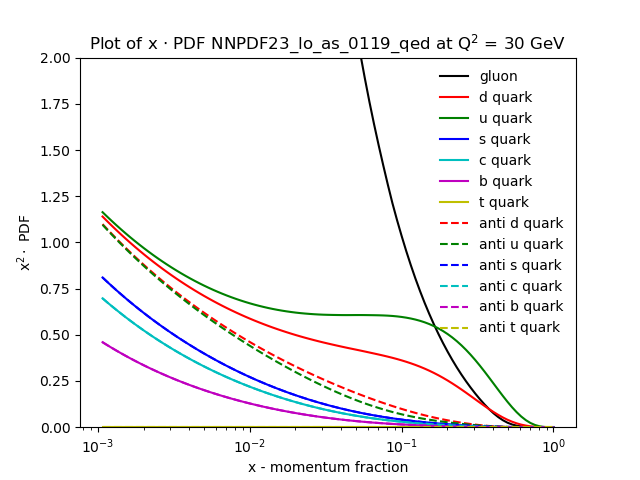 Plot of x · PDF NNPDF23_lo_as_0119_qed at Q² = 30 GeV
x² · PDF
2.00
1.75
1.50
1.25
1.00
0.75
0.50
0.25
0.00
gluon
d quark
u quark
s quark
c quark
b quark
t quark
anti d quark
anti u quark
anti s quark
anti c quark
anti b quark
anti t quark
10⁻³ 10⁻² 10⁻¹ 10⁰
x - momentum fraction